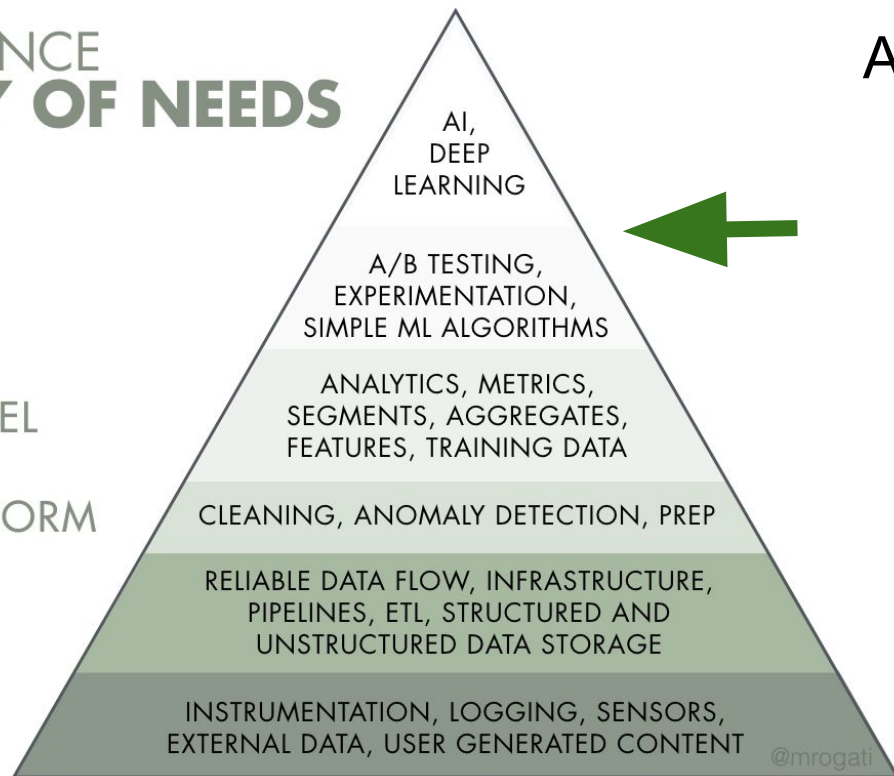 NCE
Y OF NEEDS
A
AI,
DEEP
LEARNING
A/B TESTING,
EXPERIMENTATION,
SIMPLE ML ALGORITHMS
EL
ANALYTICS, METRICS,
SEGMENTS, AGGREGATES,
FEATURES, TRAINING DATA
ORM
CLEANING, ANOMALY DETECTION, PREP
RELIABLE DATA FLOW, INFRASTRUCTURE,
PIPELINES, ETL, STRUCTURED AND
UNSTRUCTURED DATA STORAGE
INSTRUMENTATION, LOGGING, SENSORS,
EXTERNAL DATA, USER GENERATED CONTENT
@mrogati